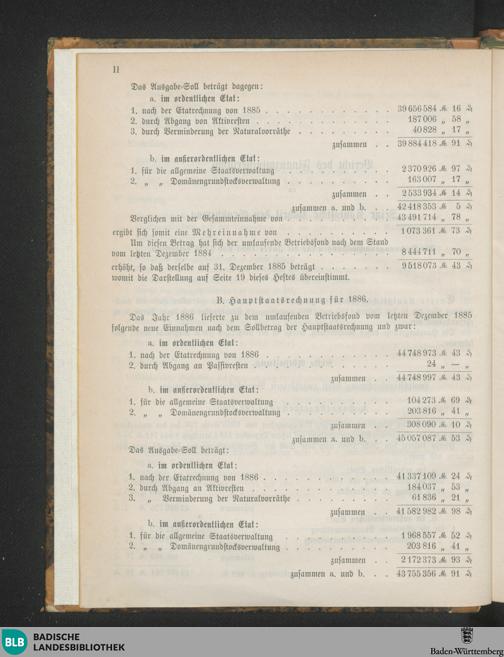 II
Das Ausgabe-Soll beträgt dagegen:
a. im ordentlichen Etat:
1. nach der Etatrechnung von 1885 . . . 39 656 584 ℳ 16 ₰
2. durch Abgang von Aktivresten . . . 187 006 „ 58 „
3. durch Verminderung der Naturalvorräthe . . . 40 828 „ 17 „
zusammen . . 39 884 418 ℳ 91 ₰
b. im außerordentlichen Etat:
1. für die allgemeine Staatsverwaltung . . . 2 370 926 ℳ 97 ₰
2. „ „ Domänengrundstocksverwaltung . . . 163 007 „ 17 „
zusammen . . 2 533 934 ℳ 14 ₰
zusammen a. und b. . . 42 418 353 ℳ 5 ₰
Verglichen mit der Gesammteinnahme von . . . 43 491 714 „ 78 „
ergibt sich somit eine Mehreinnahme von . . . 1 073 361 ℳ 73 ₰
Um diesen Betrag hat sich der umlaufende Betriebsfond nach dem Stand
vom letzten Dezember 1884 . . . 8 444 711 „ 70 „
erhöht, so daß derselbe auf 31. Dezember 1885 beträgt . . . 9 518 073 ℳ 43 ₰
womit die Darstellung auf Seite 19 dieses Heftes übereinstimmt.
B. Hauptstaatsrechnung für 1886.
Das Jahr 1886 lieferte zu dem umlaufenden Betriebsfond vom letzten Dezember 1885
folgende neue Einnahmen nach dem Sollbetrag der Hauptstaatsrechnung und zwar:
a. im ordentlichen Etat:
1. nach der Etatrechnung von 1886 . . . 44 748 973 ℳ 43 ₰
2. durch Abgang an Passivresten . . . 24 „ — „
zusammen . . 44 748 997 ℳ 43 ₰
b. im außerordentlichen Etat:
1. für die allgemeine Staatsverwaltung . . . 104 273 ℳ 69 ₰
2. „ „ Domänengrundstocksverwaltung . . . 203 816 „ 41 „
zusammen . . 308 090 ℳ 10 ₰
zusammen a. und b. . . 45 057 087 ℳ 53 ₰
Das Ausgabe-Soll beträgt:
a. im ordentlichen Etat:
1. nach der Etatrechnung von 1886 . . . 41 337 109 ℳ 24 ₰
2. durch Abgang an Aktivresten . . . 184 037 „ 53 „
3. „ Verminderung der Naturalvorräthe . . . 61 836 „ 21 „
zusammen . . 41 582 982 ℳ 98 ₰
b. im außerordentlichen Etat:
1. für die allgemeine Staatsverwaltung . . . 1 968 557 ℳ 52 ₰
2. „ „ Domänengrundstocksverwaltung . . . 203 816 „ 41 „
zusammen . . 2 172 373 ℳ 93 ₰
zusammen a. und b. . . 43 755 356 ℳ 91 ₰
BLB BADISCHE
LANDESBIBLIOTHEK
Baden-Württemberg